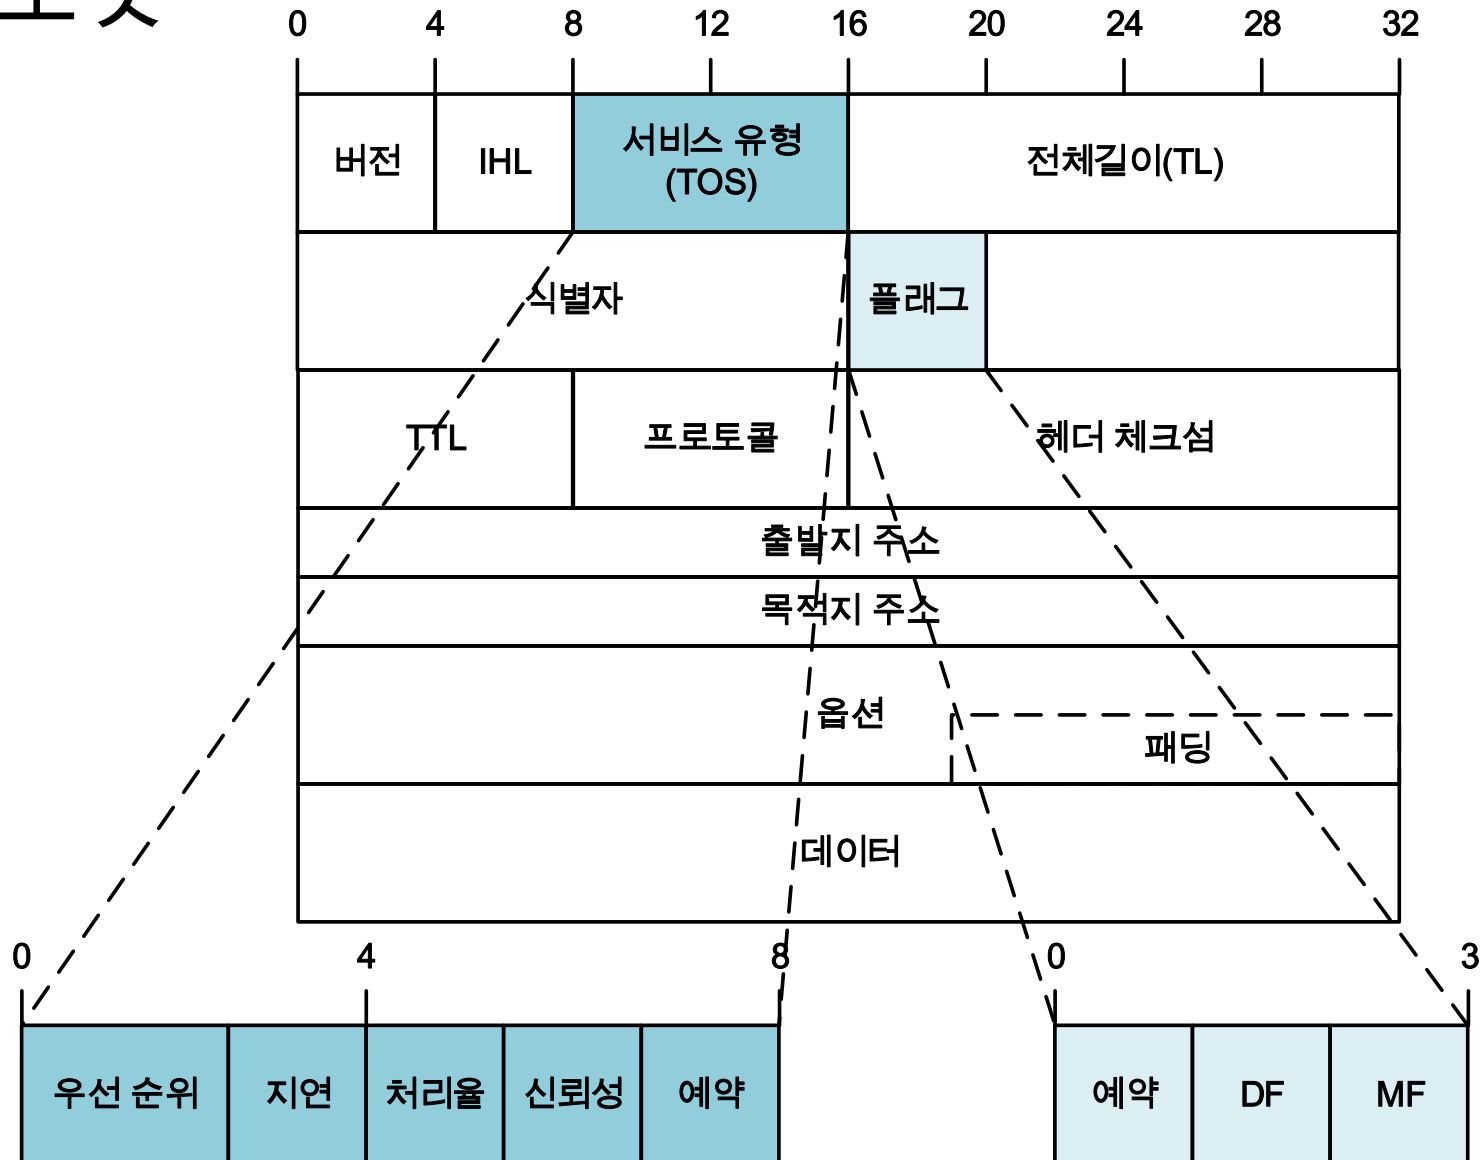 0 4 8 12 16 20 24 28 32
버전 IHL 서비스 유형 전체길이(TL)
(TOS)
식별자 플래그
TTL 프로토콜 헤더 체크섬
출발지 주소
목적지 주소
옵션
패딩
데이터
0 4 8 0 3
우선 순위 지연 처리율 신뢰성 예약 예약 DF MF